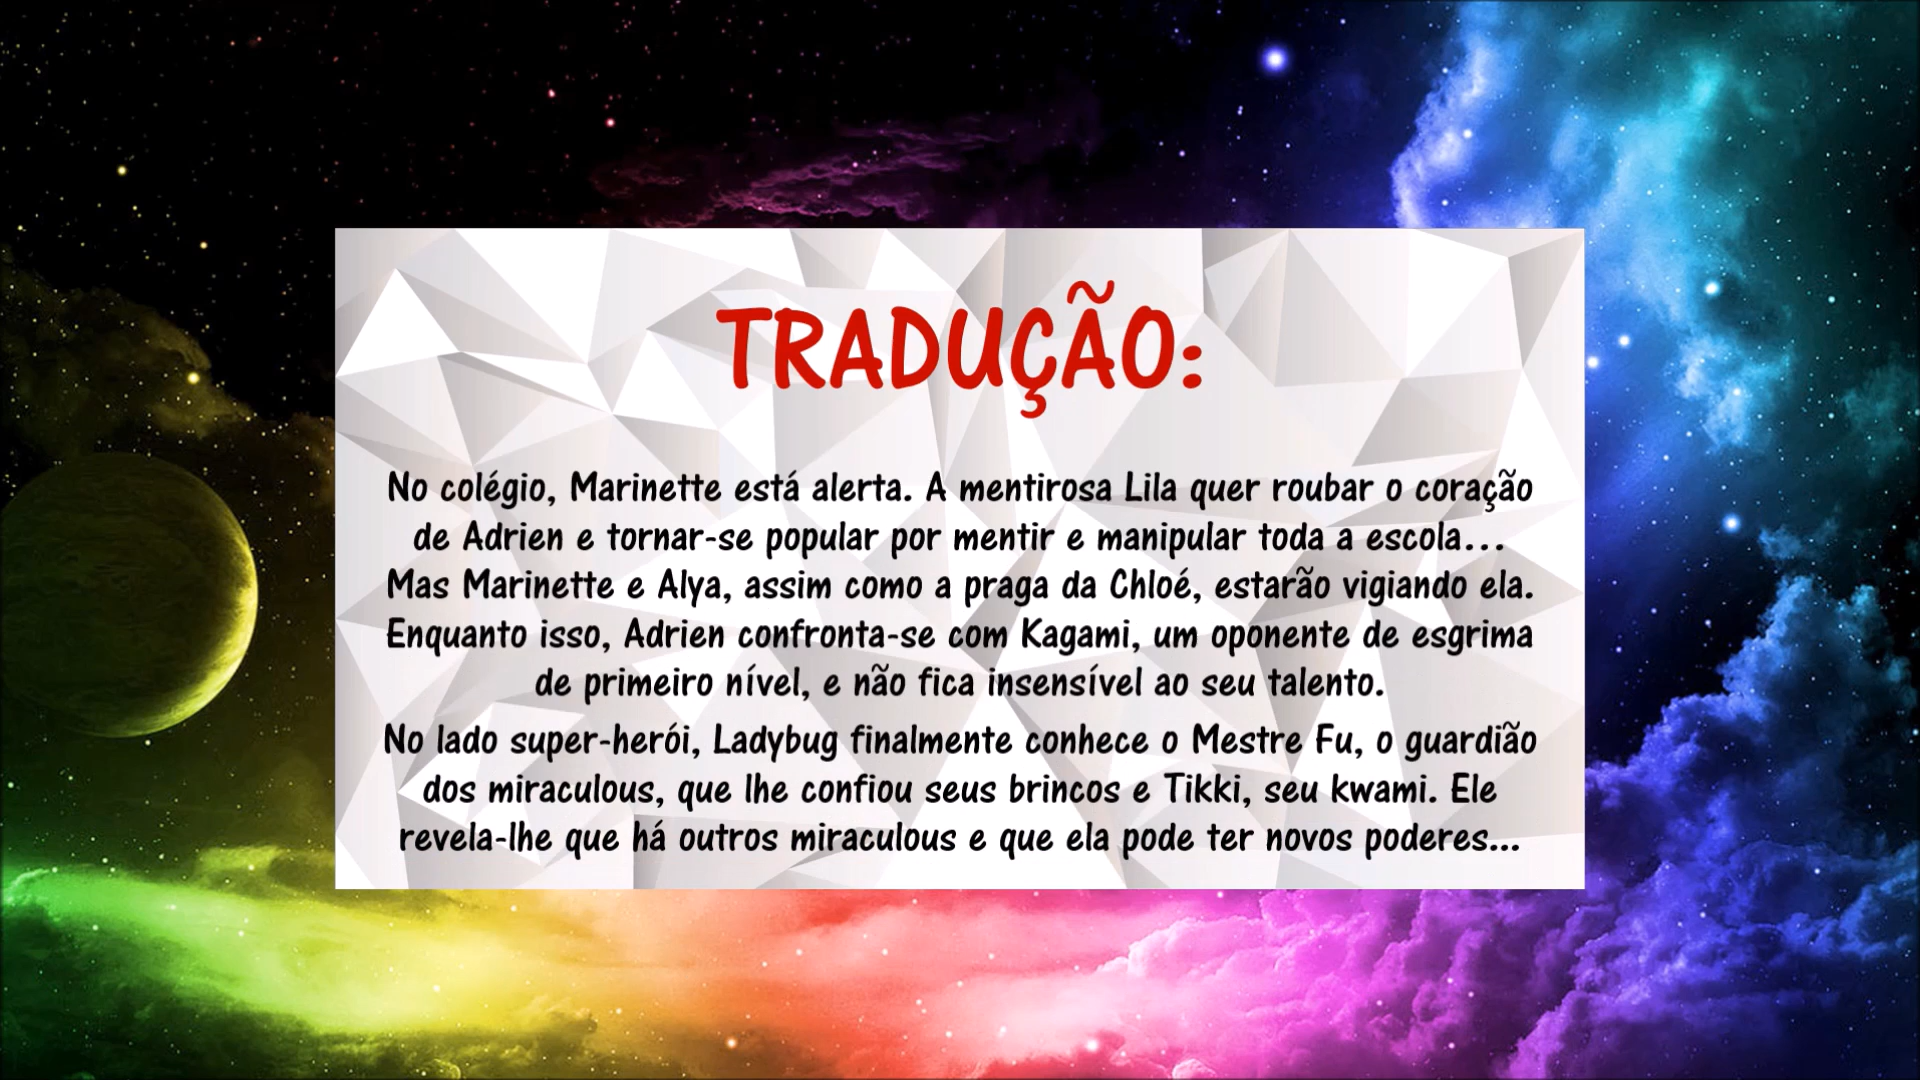 TRADUÇÃO:
No colégio, Marinette está alerta. A mentirosa Lila quer roubar o coração
de Adrien e tornar-se popular por mentir e manipular toda a escola...
Mas Marinette e Alya, assim como a praga da Chloé, estarão vigiando ela.
Enquanto isso, Adrien confronta-se com Kagami, um oponente de esgrima
de primeiro nível, e não fica insensível ao seu talento.
No lado super-herói, Ladybug finalmente conhece o Mestre Fu, o guardião
dos miraculous, que lhe confiou seus brincos e Tikki, seu kwami. Ele
revela-lhe que há outros miraculous e que ela pode ter novos poderes...